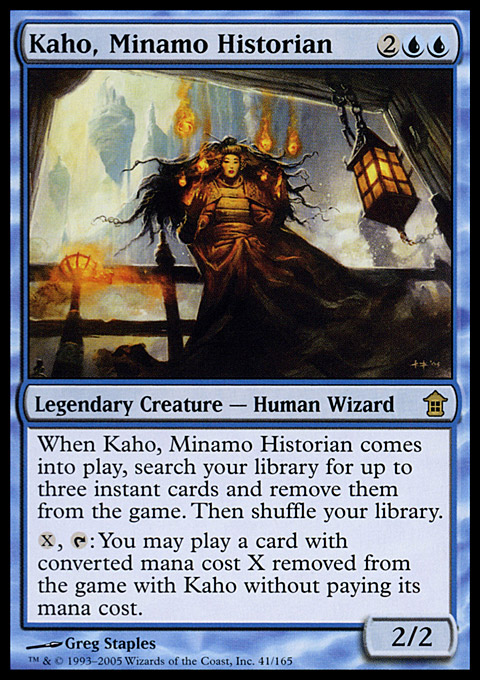 Kaho, Minamo Historian 2
Legendary Creature — Human Wizard
When Kaho, Minamo Historian comes
into play, search your library for up to
three instant cards and remove them
from the game. Then shuffle your library.
X, : You may play a card with
converted mana cost X removed from
the game with Kaho without paying its
mana cost.
2/2
Greg Staples
™ & © 1993–2005 Wizards of the Coast, Inc. 41/165